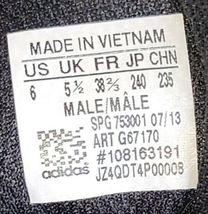 MADE IN VIETNAM
US UK FR JP CHN
6 5½ 38⅔ 240 235
MALE/MÂLE
SPG 753001 07/13
ART G67170
#108163191
adidas
JZ4QDT4P00005